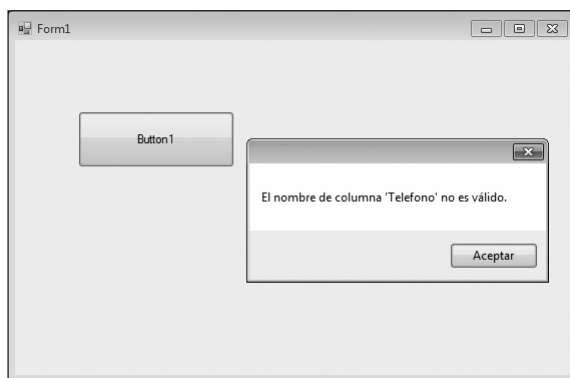 Form1
Button1
El nombre de columna 'Telefono' no es válido.
Aceptar